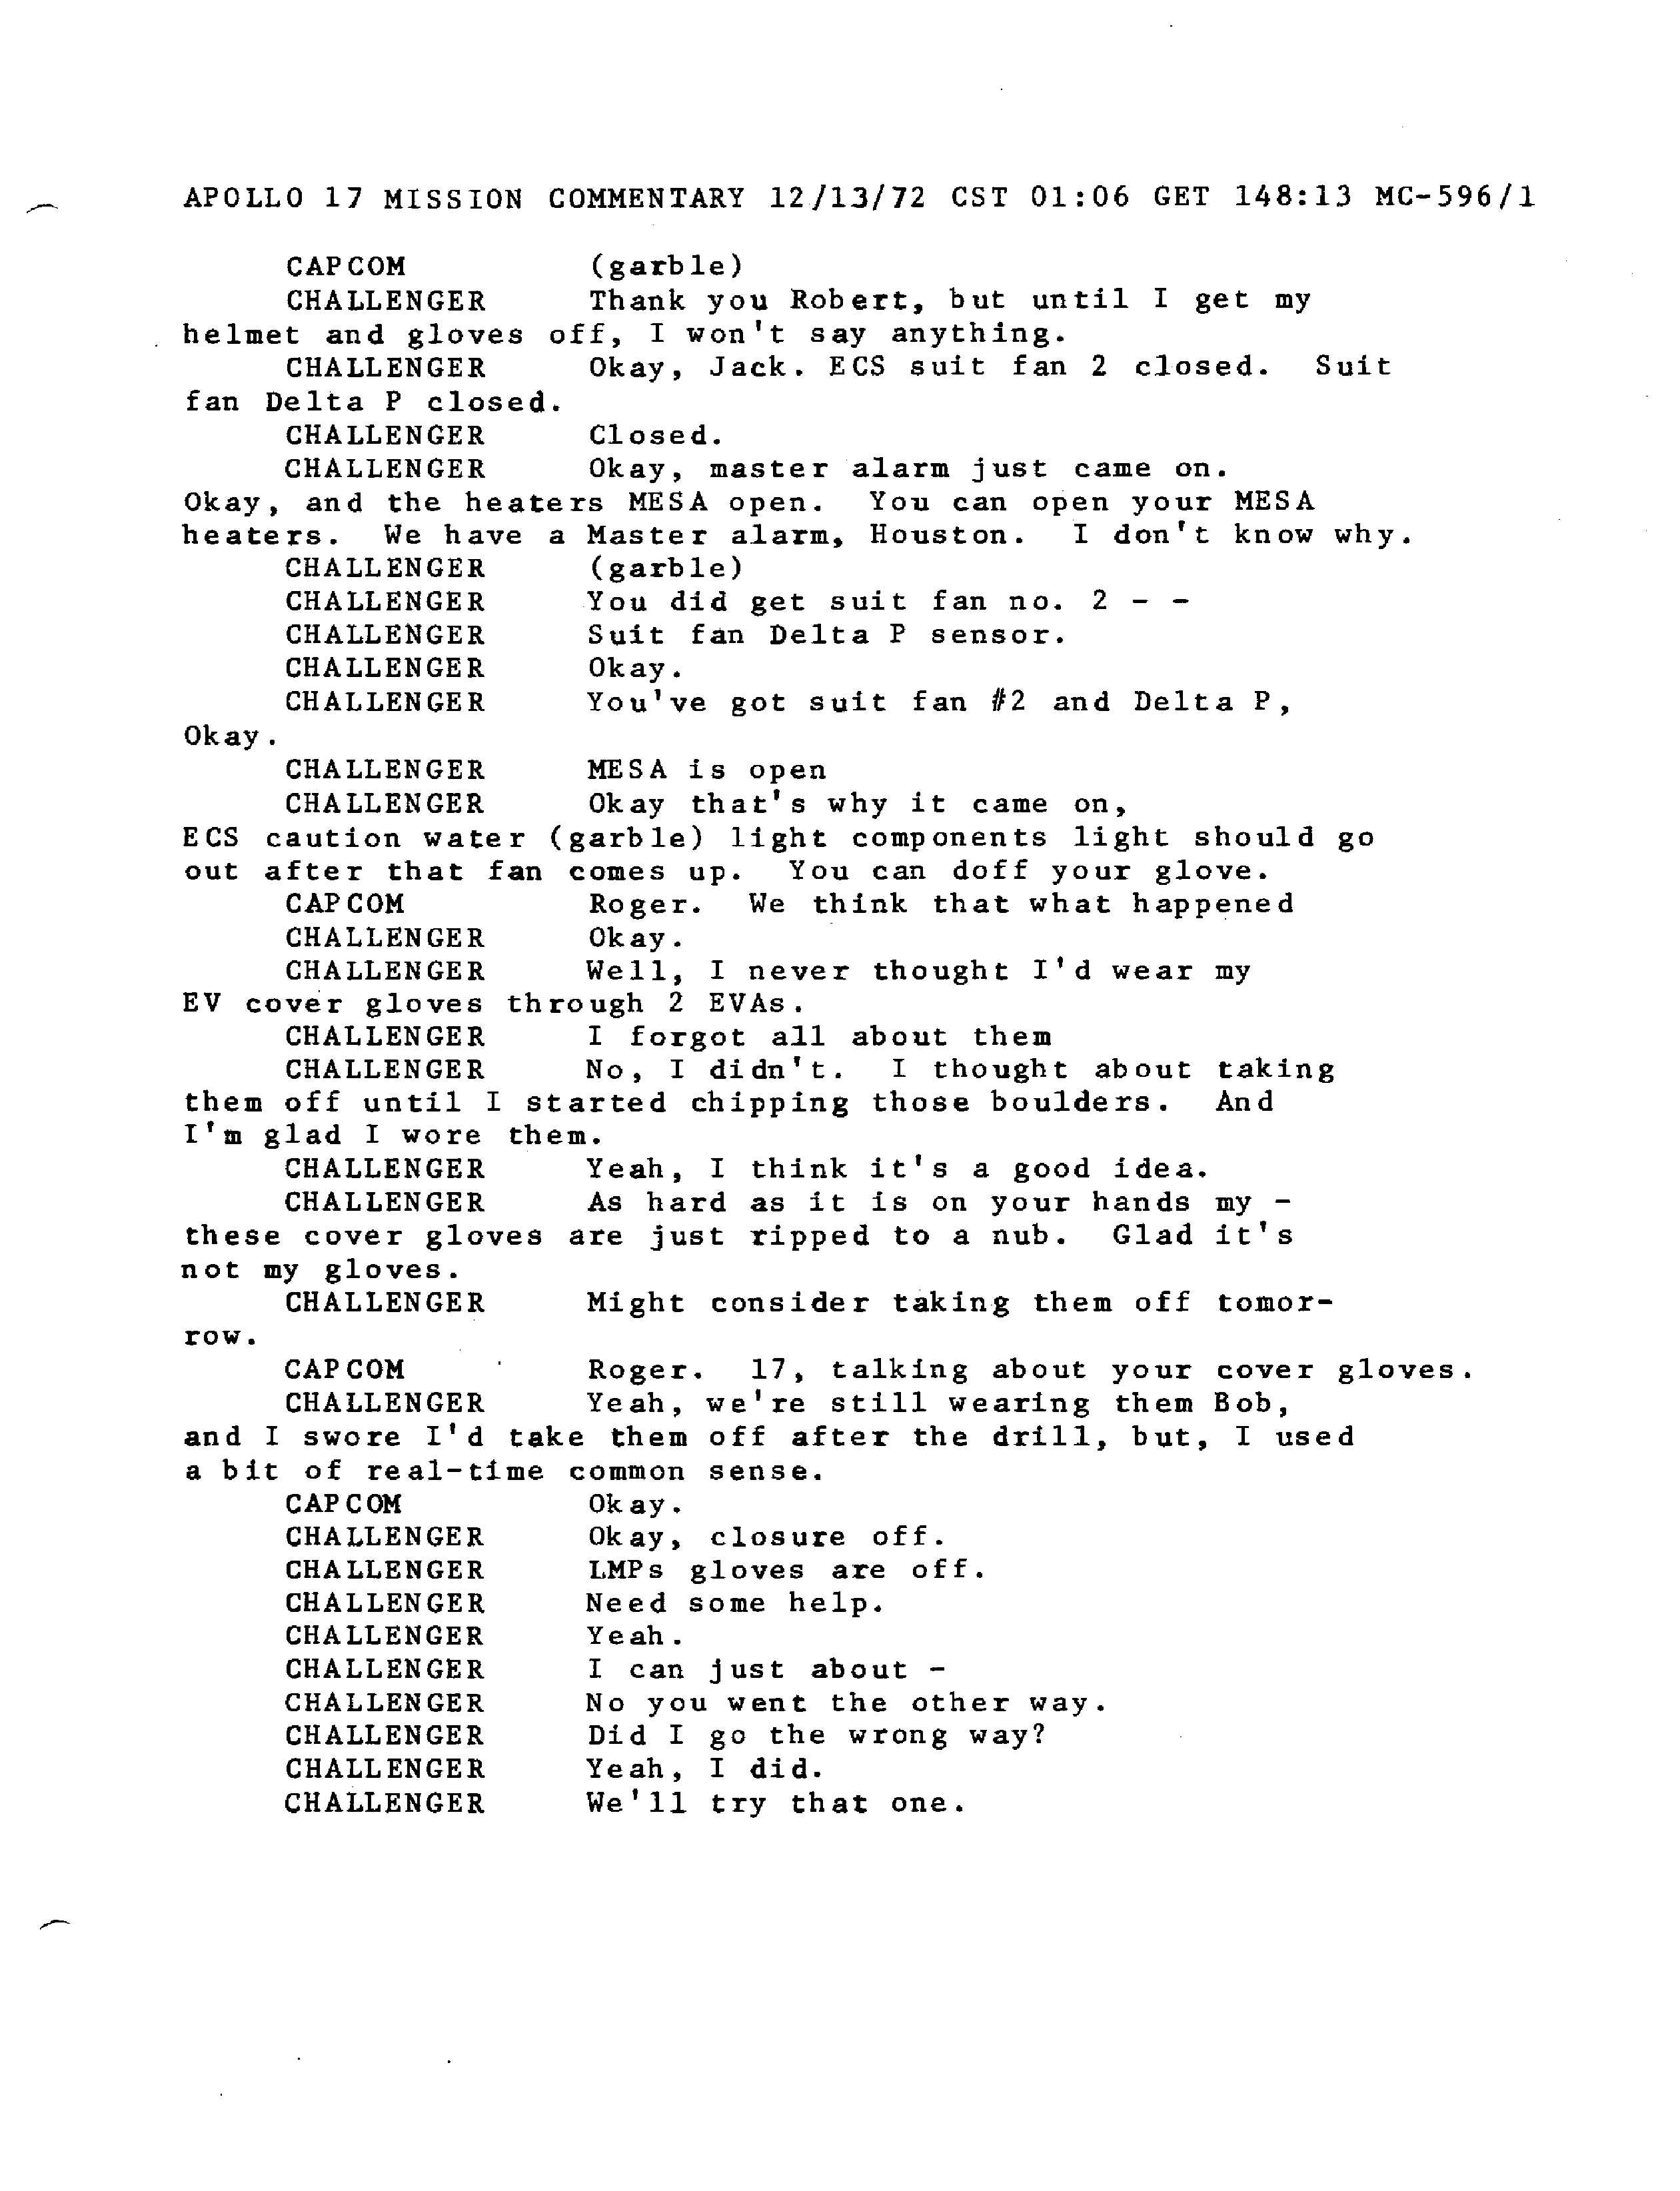 APOLLO 17 MISSION COMMENTARY 12/13/72 CST 01:06 GET 148:13 MC-596/1
CAPCOM (garble)
CHALLENGER Thank you Robert, but until I get my
helmet and gloves off, I won't say anything.
CHALLENGER Okay, Jack. ECS suit fan 2 closed. Suit
fan Delta P closed.
CHALLENGER Closed.
CHALLENGER Okay, master alarm just came on.
Okay, and the heaters MESA open. You can open your MESA
heaters. We have a Master alarm, Houston. I don't know why.
CHALLENGER (garble)
CHALLENGER You did get suit fan no. 2 - -
CHALLENGER Suit fan Delta P sensor.
CHALLENGER Okay.
CHALLENGER You've got suit fan #2 and Delta P,
Okay.
CHALLENGER MESA is open
CHALLENGER Okay that's why it came on,
ECS caution water (garble) light components light should go
out after that fan comes up. You can doff your glove.
CAPCOM Roger. We think that what happened
CHALLENGER Okay.
CHALLENGER Well, I never thought I'd wear my
EV cover gloves through 2 EVAs.
CHALLENGER I forgot all about them
CHALLENGER No, I didn't. I thought about taking
them off until I started chipping those boulders. And
I'm glad I wore them.
CHALLENGER Yeah, I think it's a good idea.
CHALLENGER As hard as it is on your hands my -
these cover gloves are just ripped to a nub. Glad it's
not my gloves.
CHALLENGER Might consider taking them off tomor-
row.
CAPCOM Roger. 17, talking about your cover gloves.
CHALLENGER Yeah, we're still wearing them Bob,
and I swore I'd take them off after the drill, but, I used
a bit of real-time common sense.
CAPCOM Okay.
CHALLENGER Okay, closure off.
CHALLENGER LMPs gloves are off.
CHALLENGER Need some help.
CHALLENGER Yeah.
CHALLENGER I can just about -
CHALLENGER No you went the other way.
CHALLENGER Did I go the wrong way?
CHALLENGER Yeah, I did.
CHALLENGER We'll try that one.